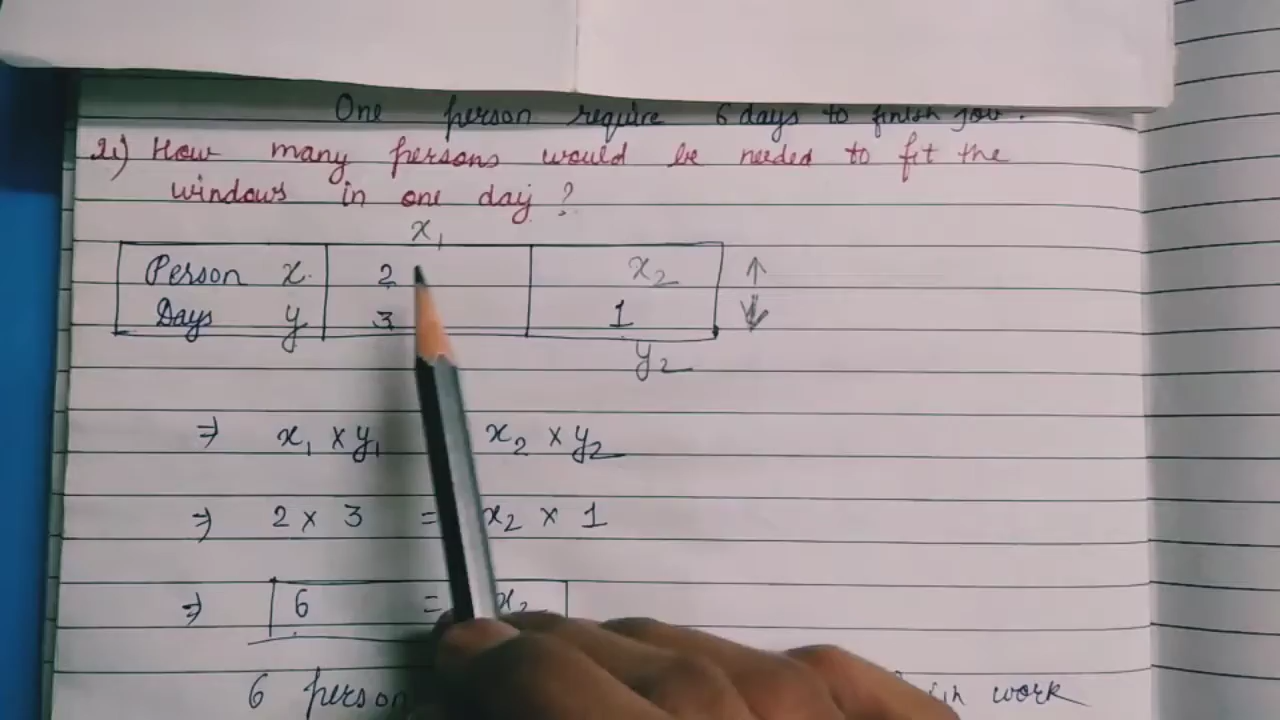 One person require 6 days to finish job.
2i) How many persons would be needed to fit the
windows in one day?
x₁
Person x. 2 x₂ ↑
Days y 3 1 ↓
y₂
⇒ x₁ × y₁ x₂ × y₂
⇒ 2 × 3 = x₂ × 1
⇒ 6 = x₂
6 person work